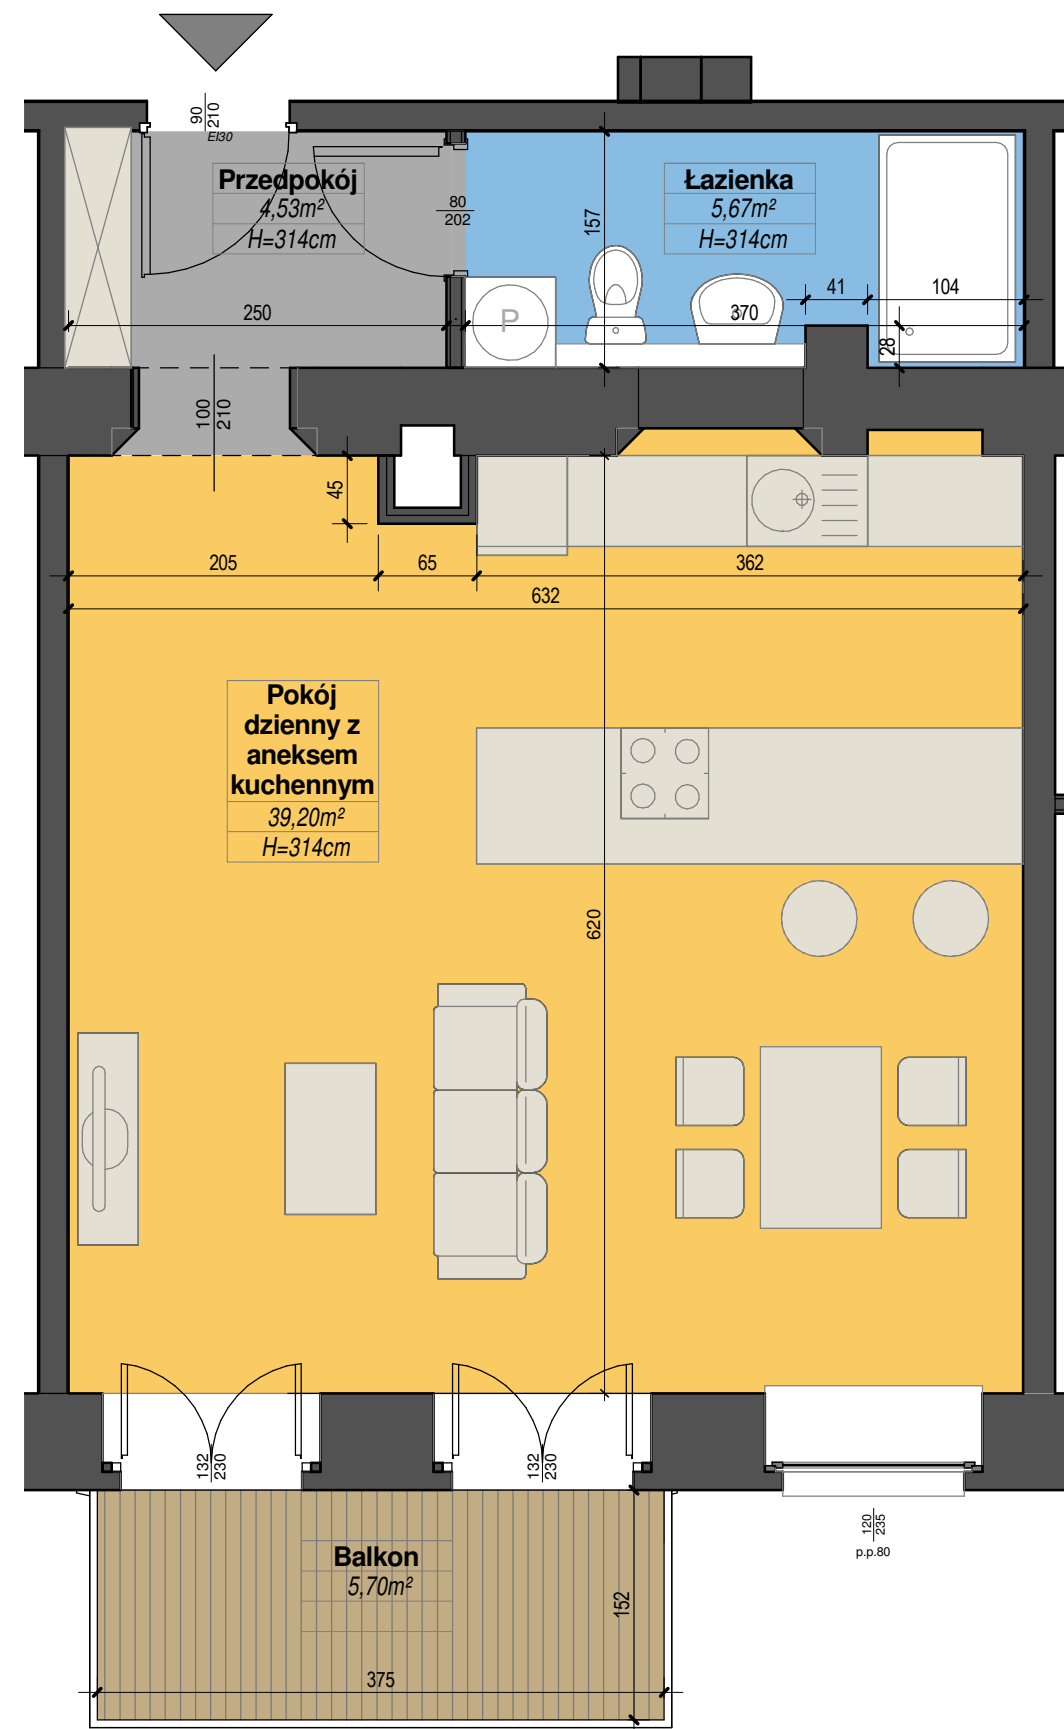 90
210
EI30
Przedpokój
4,53m²
H=314cm
80
202
Łazienka
5,67m²
H=314cm
157
41
104
250
P
370
28
100
210
45
205
65
362
632
Pokój
dzienny z
aneksem
kuchennym
39,20m²
H=314cm
620
132
230
132
230
120
235
p.p.80
Balkon
5,70m²
152
375